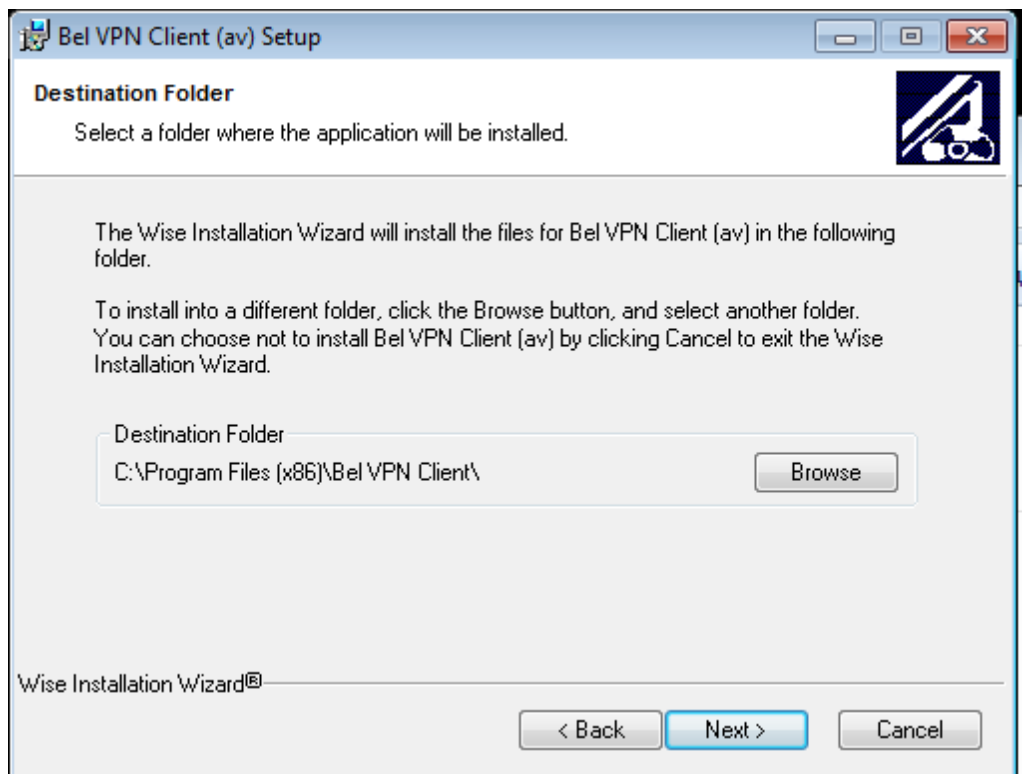 Bel VPN Client (av) Setup
Destination Folder
Select a folder where the application will be installed.
The Wise Installation Wizard will install the files for Bel VPN Client (av) in the following
folder.
To install into a different folder, click the Browse button, and select another folder.
You can choose not to install Bel VPN Client (av) by clicking Cancel to exit the Wise
Installation Wizard.
Destination Folder
C:\Program Files (x86)\Bel VPN Client\
Browse
Wise Installation Wizard®
< Back
Next >
Cancel